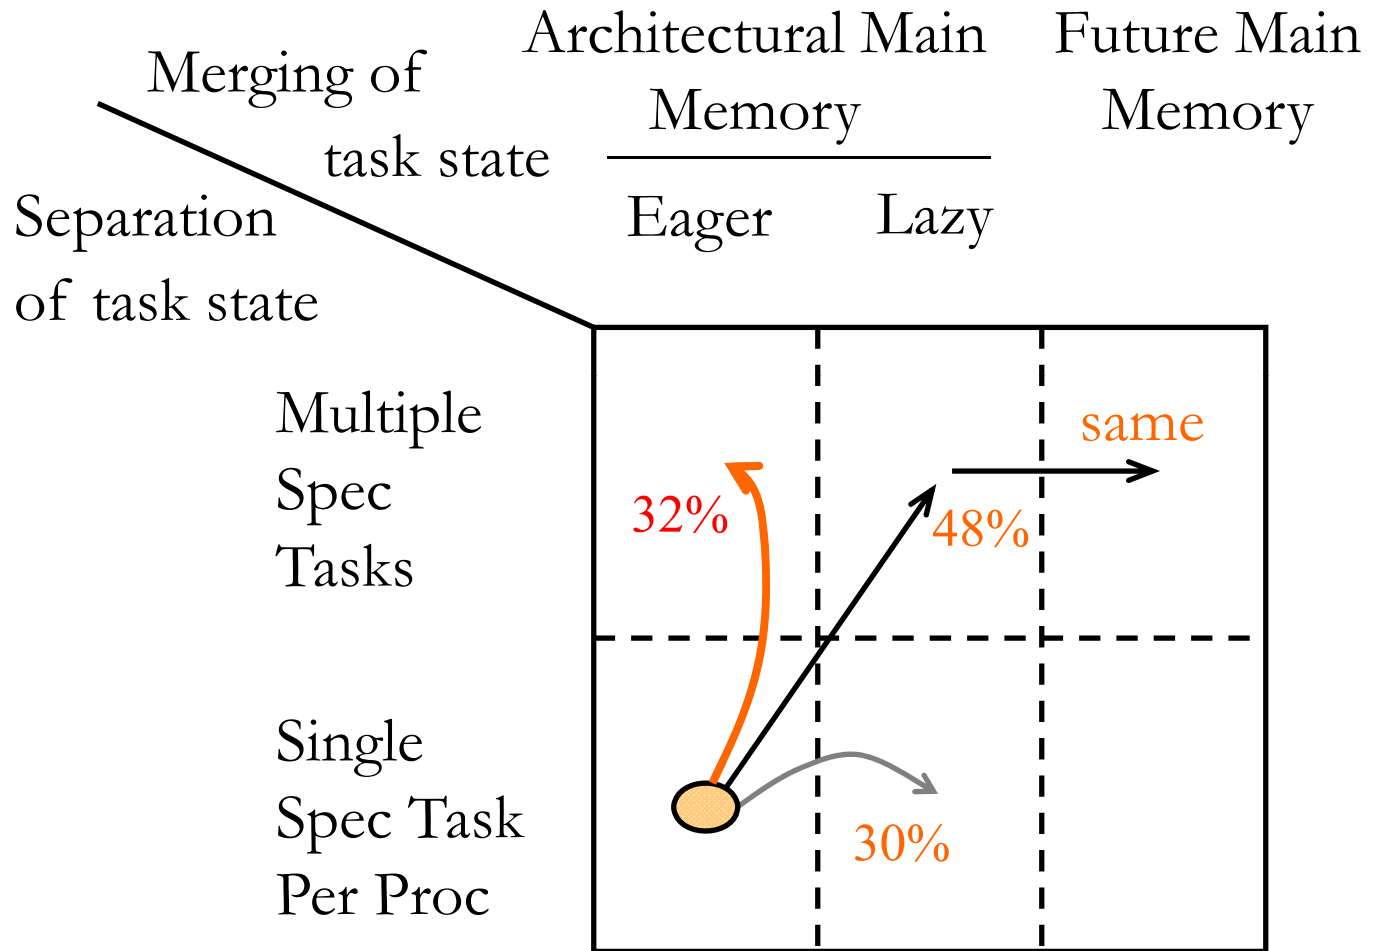 Architectural Main
Memory
Future Main
Memory
Merging of
task state
Separation
of task state
Eager
Lazy
Multiple
Spec
Tasks
32%
48%
same
Single
Spec Task
Per Proc
30%